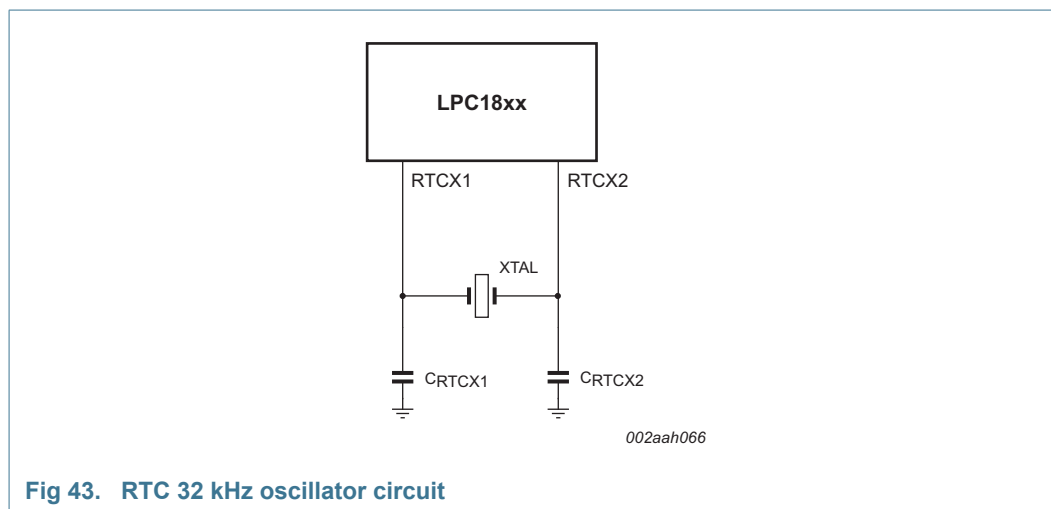 LPC18xx
RTCX1 RTCX2
XTAL
CRTCX1 CRTCX2
002aah066
Fig 43. RTC 32 kHz oscillator circuit